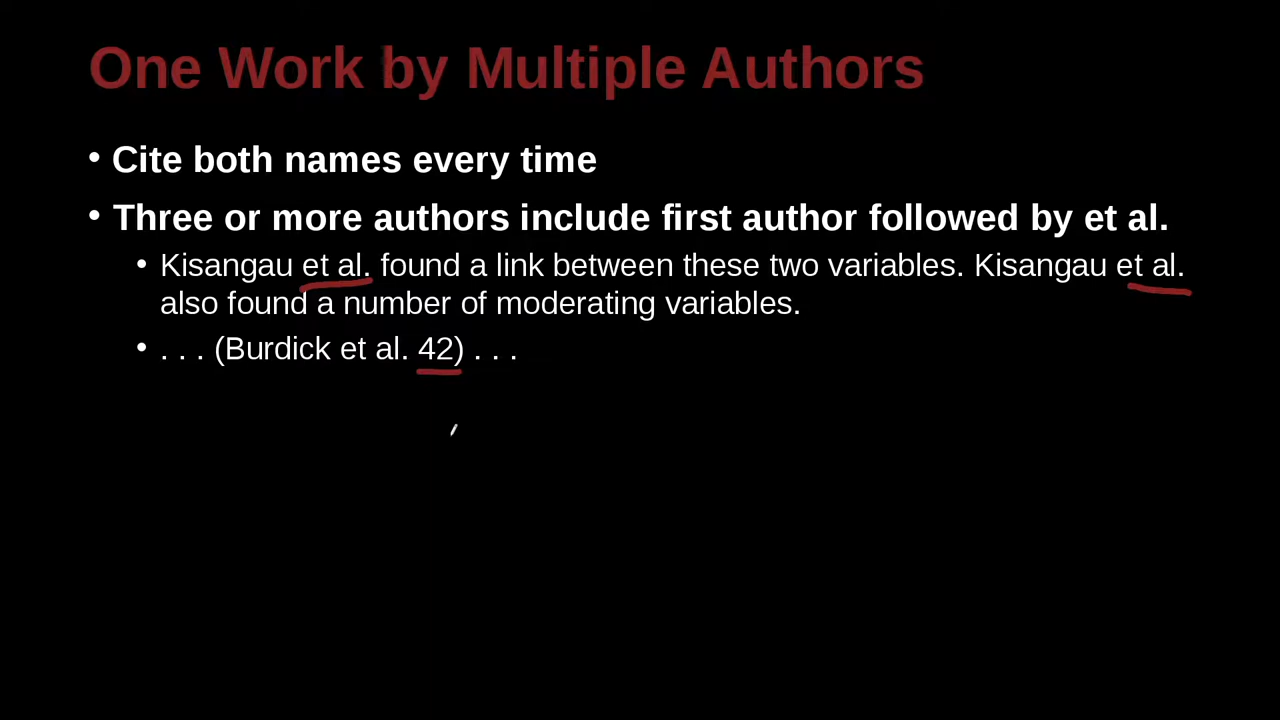 One Work by Multiple Authors
• Cite both names every time
• Three or more authors include first author followed by et al.
• Kisangau et al. found a link between these two variables. Kisangau et al.
also found a number of moderating variables.
• . . . (Burdick et al. 42) . . .